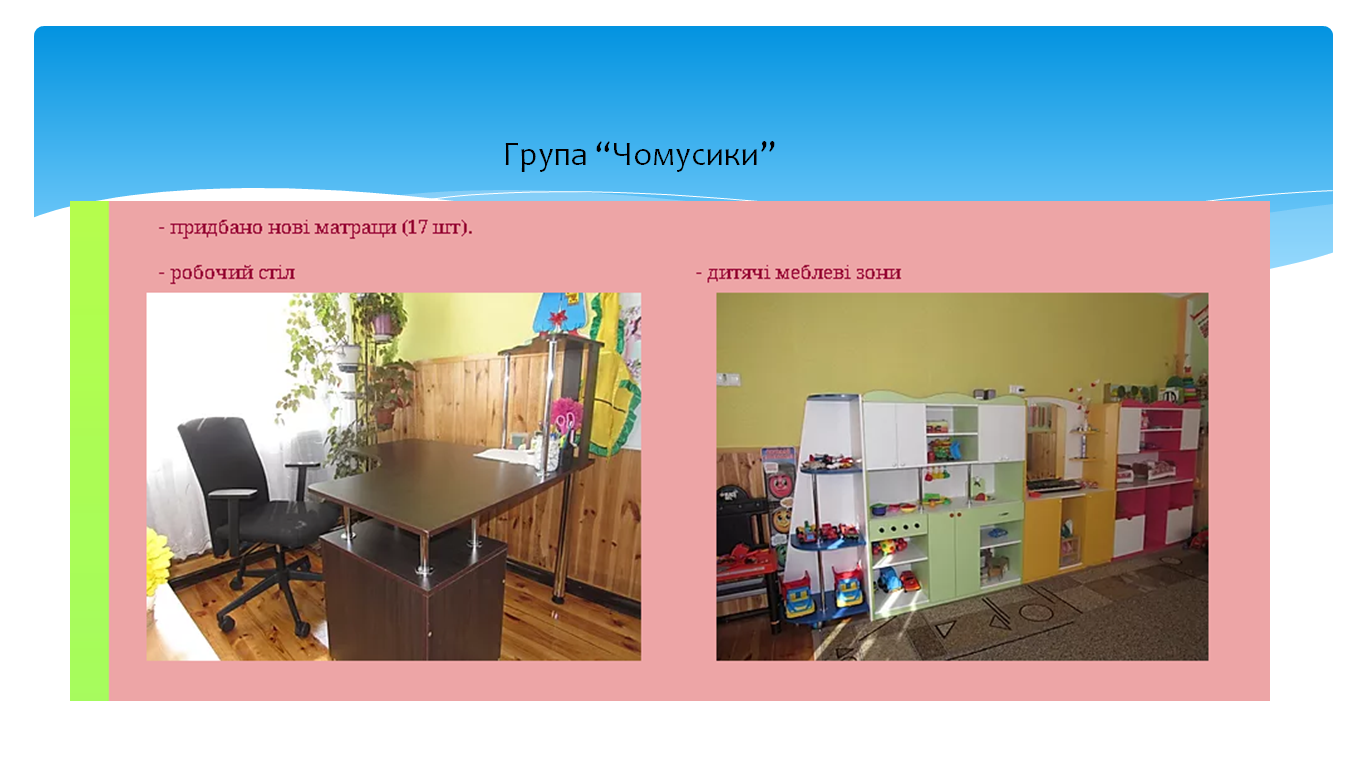 Група “Чомусики”
- придбано нові матраци (17 шт).
- робочий стіл
- дитячі меблеві зони